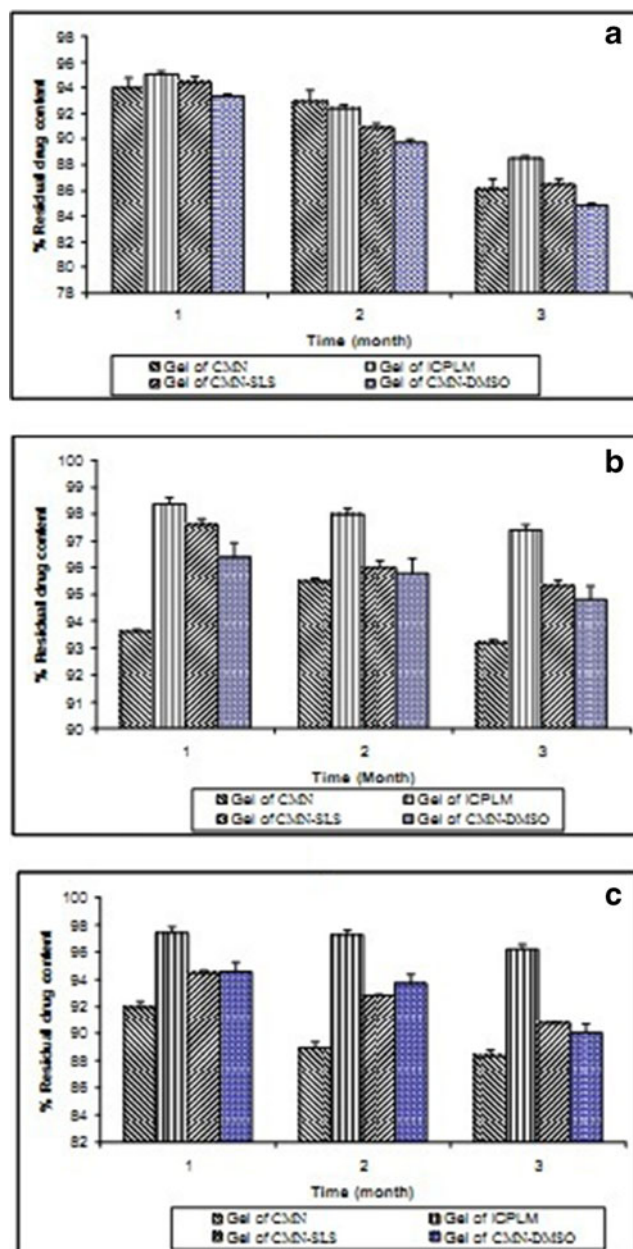 a
98
96
94
92
90
88
86
84
82
80
78
% Residual drug content
1 2 3
Time (month)
Gel of CMN Gel of ICPLM
Gel of CMN-SLS Gel of CMN-DMSO
b
100
99
98
97
96
95
94
93
92
91
90
% Residual drug content
1 2 3
Time (Month)
Gel of CMN Gel of ICPLM
Gel of CMN-SLS Gel of CMN-DMSO
c
100
98
96
94
92
90
88
86
84
82
% Residual drug content
1 2 3
Time (month)
Gel of CMN Gel of ICPLM
Gel of CMN-SLS Gel of CMN-DMSO